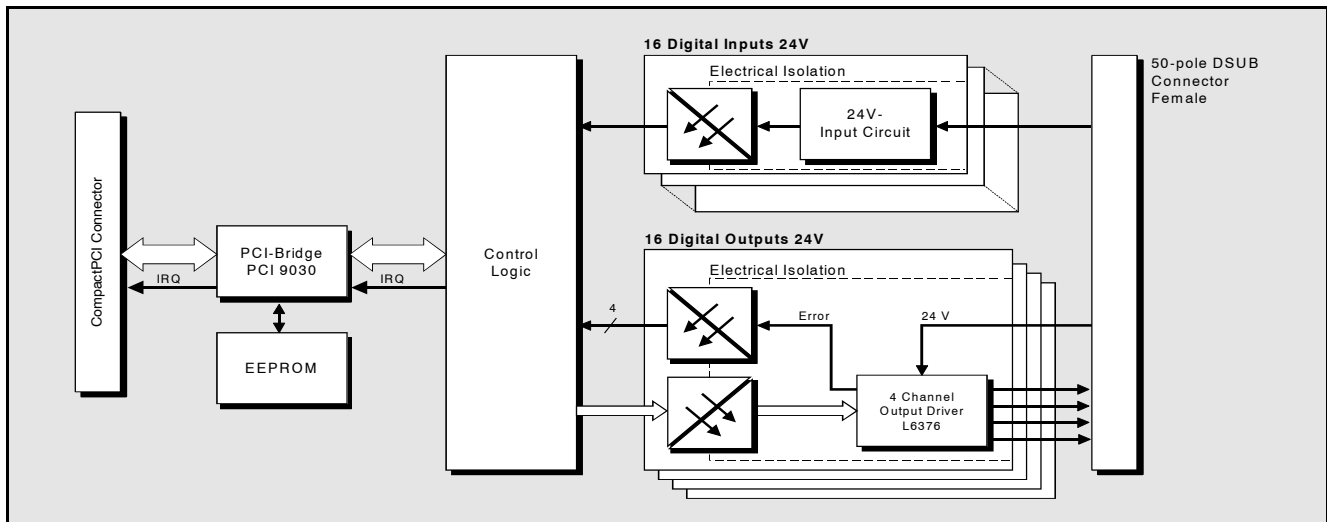 16 Digital Inputs 24V
Electrical Isolation
24V-
Input Circuit
50-pole DSUB
Connector
Female
CompactPCI Connector
IRQ
PCI-Bridge
PCI 9030
IRQ
EEPROM
Control
Logic
16 Digital Outputs 24V
Electrical Isolation
4
Error
24 V
4 Channel
Output Driver
L6376